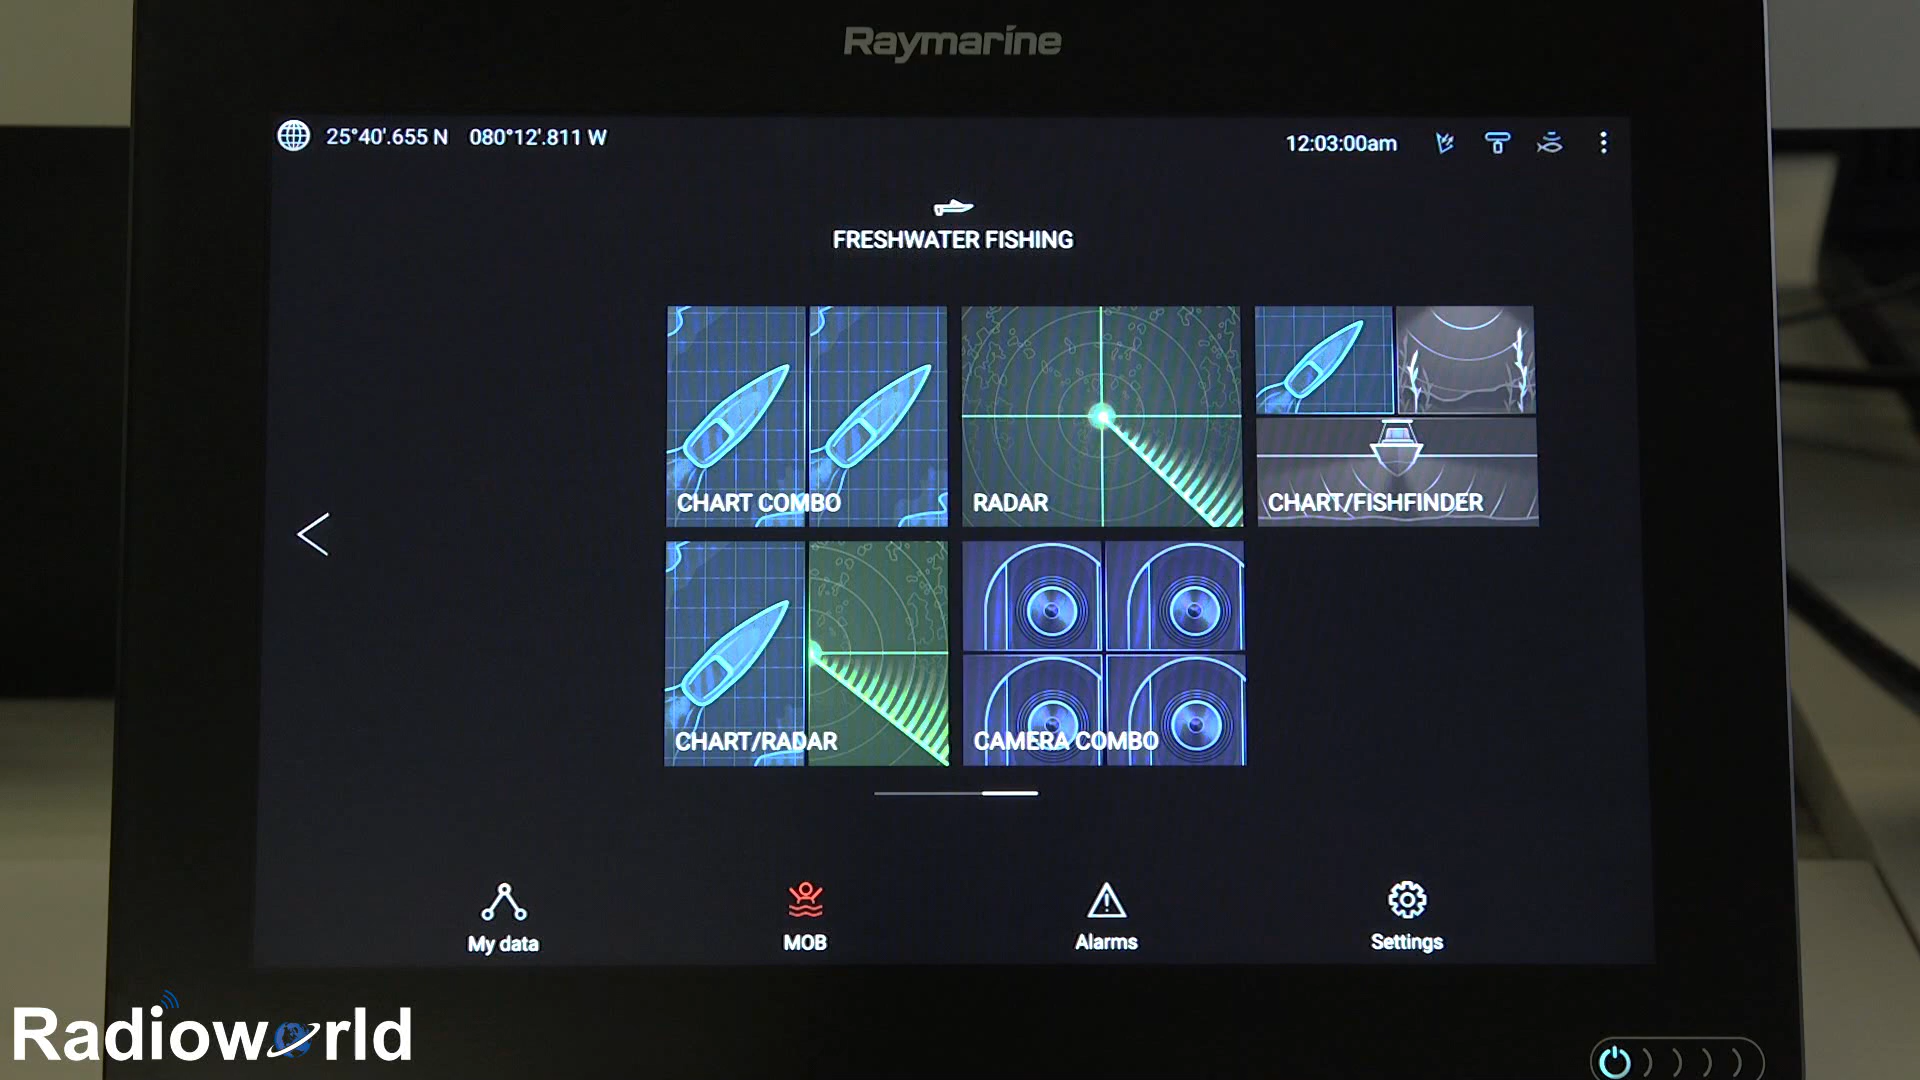 Raymarine
25°40'.655 N 080°12'.811 W
12:03:00am
FRESHWATER FISHING
CHART COMBO
RADAR
CHART/FISHFINDER
CHART/RADAR
CAMERA COMBO
My data
MOB
Alarms
Settings
Radioworld